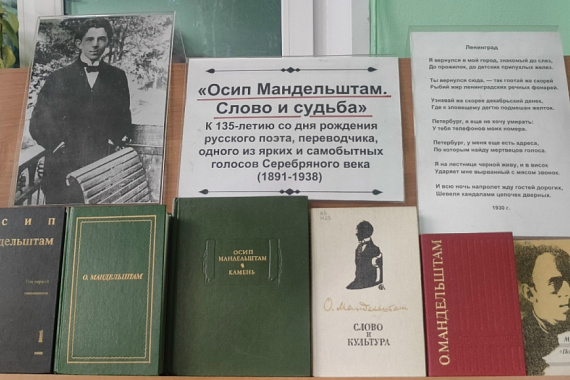 «Осип Мандельштам.
Слово и судьба»
К 135-летию со дня рождения
русского поэта, переводчика,
одного из ярких и самобытных
голосов Серебряного века
(1891-1938)
Ленинград
Я вернулся в мой город, знакомый до слез,
До прожилок, до детских припухлых желез.
Ты вернулся сюда, — так глотай же скорей
Рыбий жир ленинградских речных фонарей.
Узнавай же скорее декабрьский денек,
Где к зловещему дегтю подмешан желток.
Петербург, я еще не хочу умирать:
У тебя телефонов моих номера.
Петербург, у меня еще есть адреса,
По которым найду мертвецов голоса.
Я на лестнице черной живу, и в висок
Ударяет мне вырванный с мясом звонок.
И всю ночь напролет жду гостей дорогих,
Шевеля кандалами цепочек дверных.
1930 г.
ОСИП
ндельштам
1
О. МАНДЕЛЬШТАМ
ОСИП
МАНДЕЛЬШТАМ
КАМЕНЬ
О. Мандельштам
СЛОВО
И
КУЛЬТУРА
О.МАНДЕЛЬШТАМ